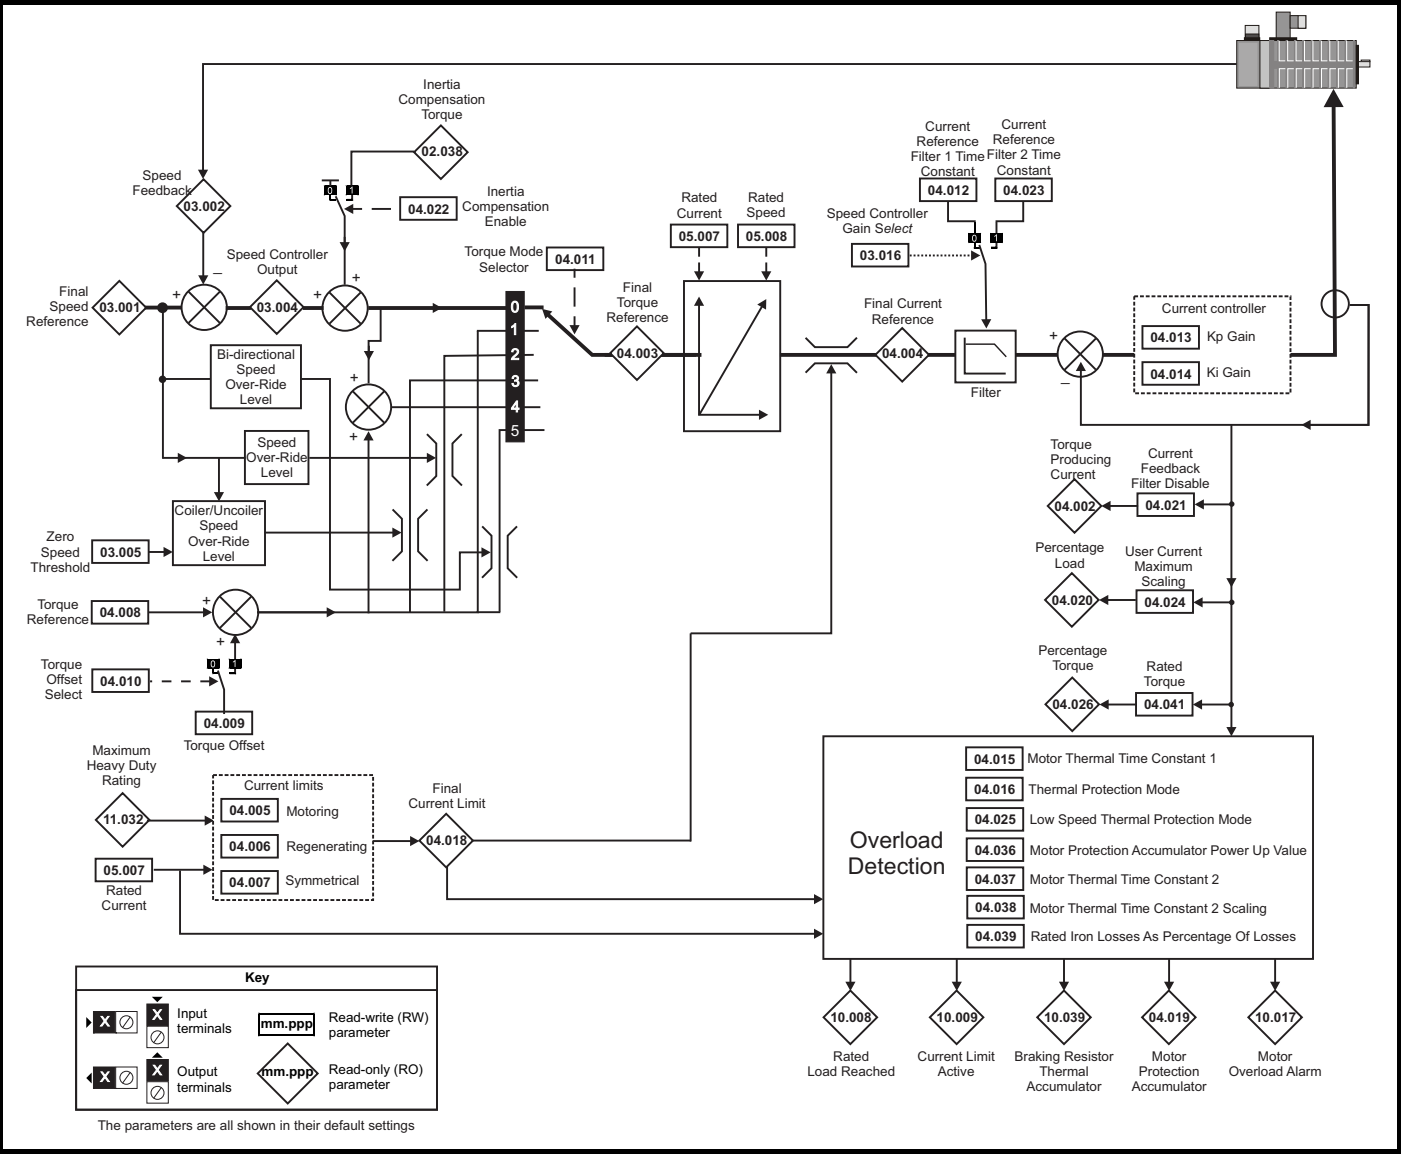 Inertia
Compensation
Torque
02.038
Speed
Feedback
03.002
0 1
04.022
Inertia
Compensation
Enable
Speed Controller
Output
Final
Speed
Reference
03.001
+
–
03.004
+
+
Torque Mode
Selector
04.011
0
1
2
3
4
5
Final
Torque
Reference
04.003
Rated
Current
05.007
Rated
Speed
05.008
Current
Reference
Filter 1 Time
Constant
04.012
Current
Reference
Filter 2 Time
Constant
04.023
Speed Controller
Gain Select
03.016
0 1
Final Current
Reference
04.004
Filter
+
–
Current controller
04.013 Kp Gain
04.014 Ki Gain
Bi-directional
Speed
Over-Ride
Level
+
+
Speed
Over-Ride
Level
Coiler/Uncoiler
Speed
Over-Ride
Level
Zero
Speed
Threshold
03.005
Torque
Reference
04.008
+
+
0 1
Torque
Offset
Select
04.010
04.009
Torque Offset
Torque
Producing
Current
04.002
Current
Feedback
Filter Disable
04.021
Percentage
Load
04.020
User Current
Maximum
Scaling
04.024
Percentage
Torque
04.026
Rated
Torque
04.041
Maximum
Heavy Duty
Rating
11.032
05.007
Rated
Current
Current limits
04.005 Motoring
04.006 Regenerating
04.007 Symmetrical
Final
Current Limit
04.018
Overload
Detection
04.015 Motor Thermal Time Constant 1
04.016 Thermal Protection Mode
04.025 Low Speed Thermal Protection Mode
04.036 Motor Protection Accumulator Power Up Value
04.037 Motor Thermal Time Constant 2
04.038 Motor Thermal Time Constant 2 Scaling
04.039 Rated Iron Losses As Percentage Of Losses
10.008
Rated
Load Reached
10.009
Current Limit
Active
10.039
Braking Resistor
Thermal
Accumulator
04.019
Motor
Protection
Accumulator
10.017
Motor
Overload Alarm
Key
X
X
Input
terminals
mm.ppp
Read-write (RW)
parameter
X
X
Output
terminals
mm.ppp
Read-only (RO)
parameter
The parameters are all shown in their default settings